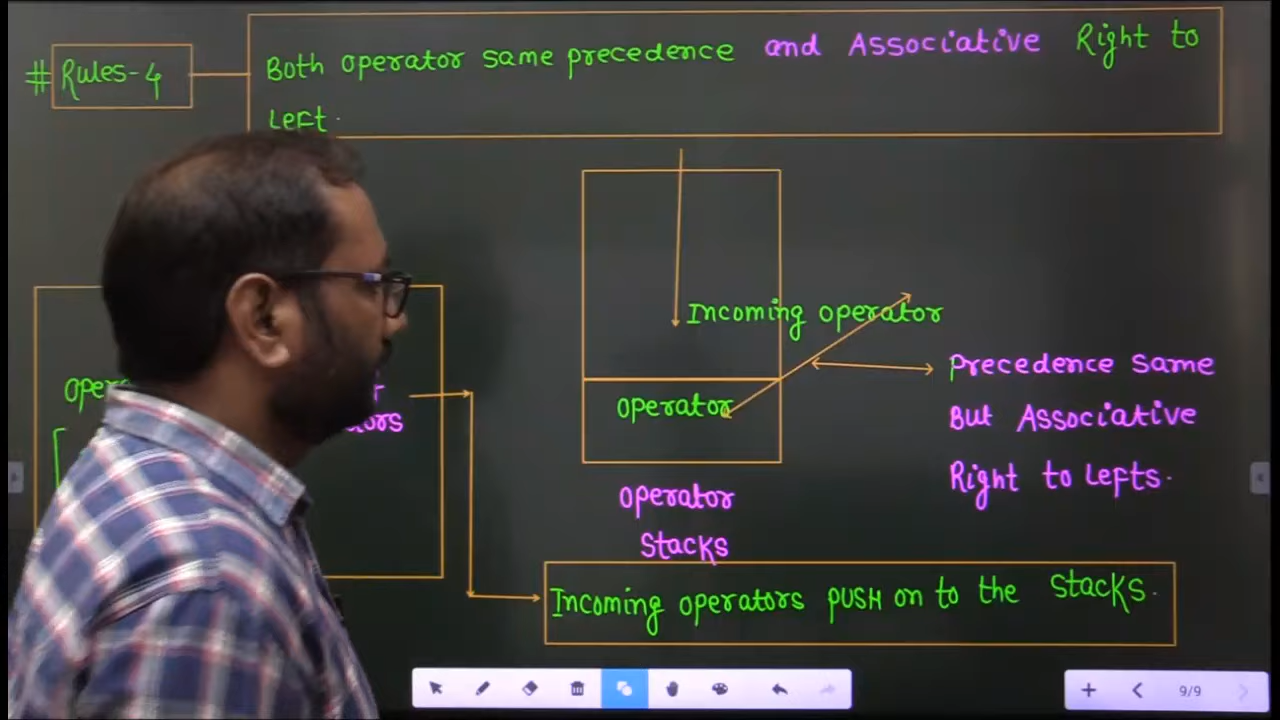 # Rules-4
Both operator same precedence and Associative Right to
Left.
Incoming operator
operator
Precedence Same
But Associative
Right to Lefts.
operator
Stacks
Incoming operators PUSH on to the Stacks.
9/9